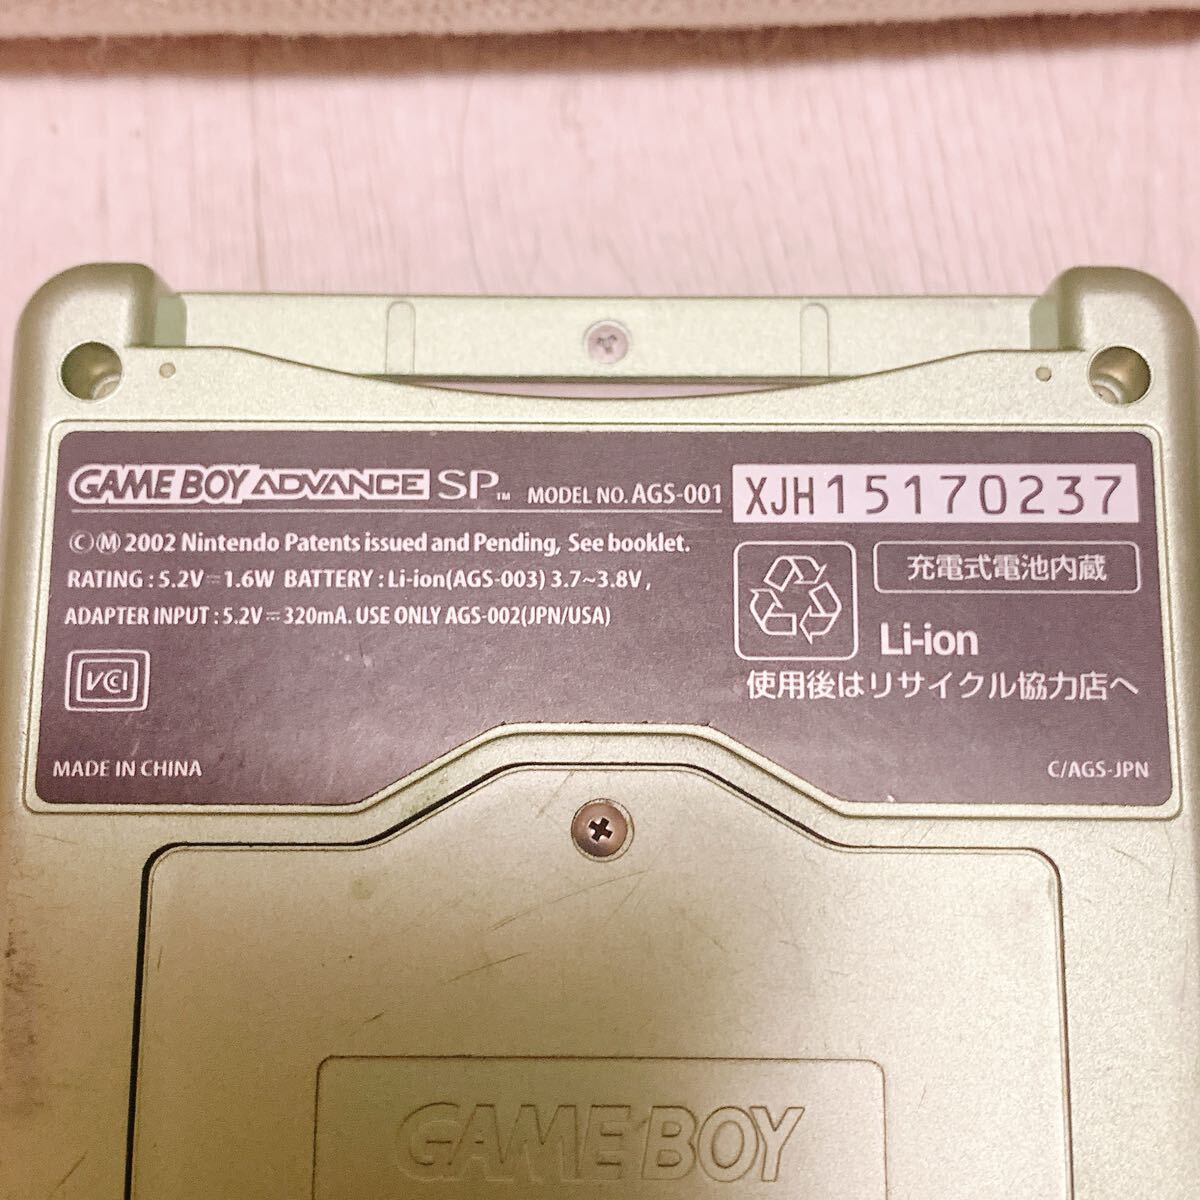 GAME BOY ADVANCE SP™ MODEL NO. AGS-001
XJH15170237
Ⓒ Ⓜ 2002 Nintendo Patents issued and Pending, See booklet.
RATING : 5.2V⎓1.6W BATTERY : Li-ion(AGS-003) 3.7~3.8V ,
ADAPTER INPUT : 5.2V⎓320mA. USE ONLY AGS-002(JPN/USA)
VCI
MADE IN CHINA
充電式電池内蔵
Li-ion
使用後はリサイクル協力店へ
C/AGS-JPN
GAME BOY